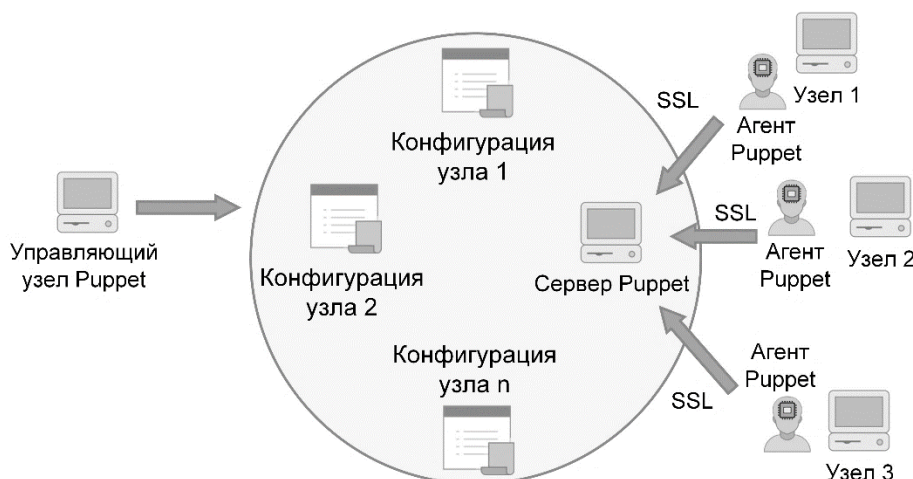 Управляющий
узел Puppet
Конфигурация
узла 1
Конфигурация
узла 2
Конфигурация
узла n
Сервер Puppet
SSL
Агент
Puppet
Узел 1
SSL
Агент
Puppet
Узел 2
SSL
Агент
Puppet
Узел 3